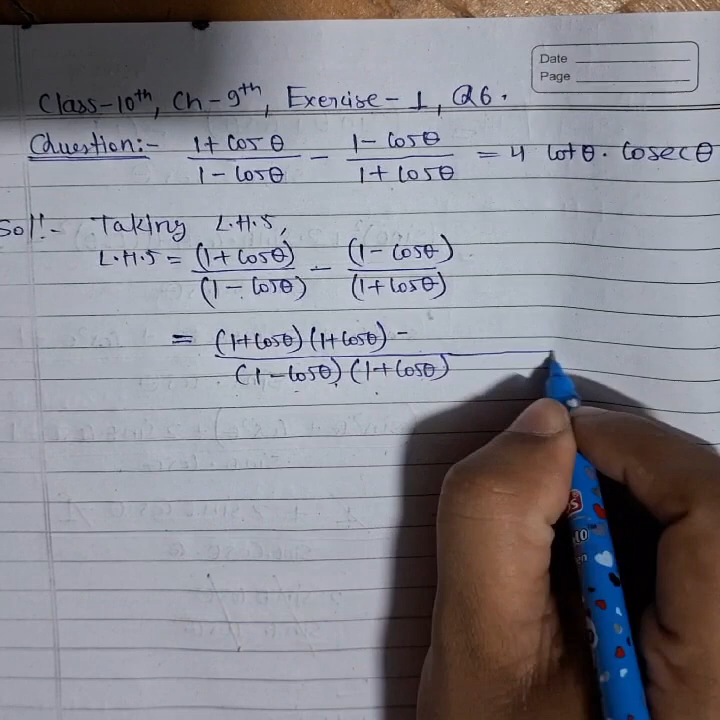 Date
Page
Class-10th, Ch-9th, Exercise-1, Q6.
Question:- (1+cosθ)/(1-cosθ) - (1-cosθ)/(1+cosθ) = 4 cotθ.cosecθ
Sol!:- Taking L.H.S,
L.H.S = (1+cosθ)/(1-cosθ) - (1-cosθ)/(1+cosθ)
= (1+cosθ)(1+cosθ) - / (1-cosθ)(1+cosθ)